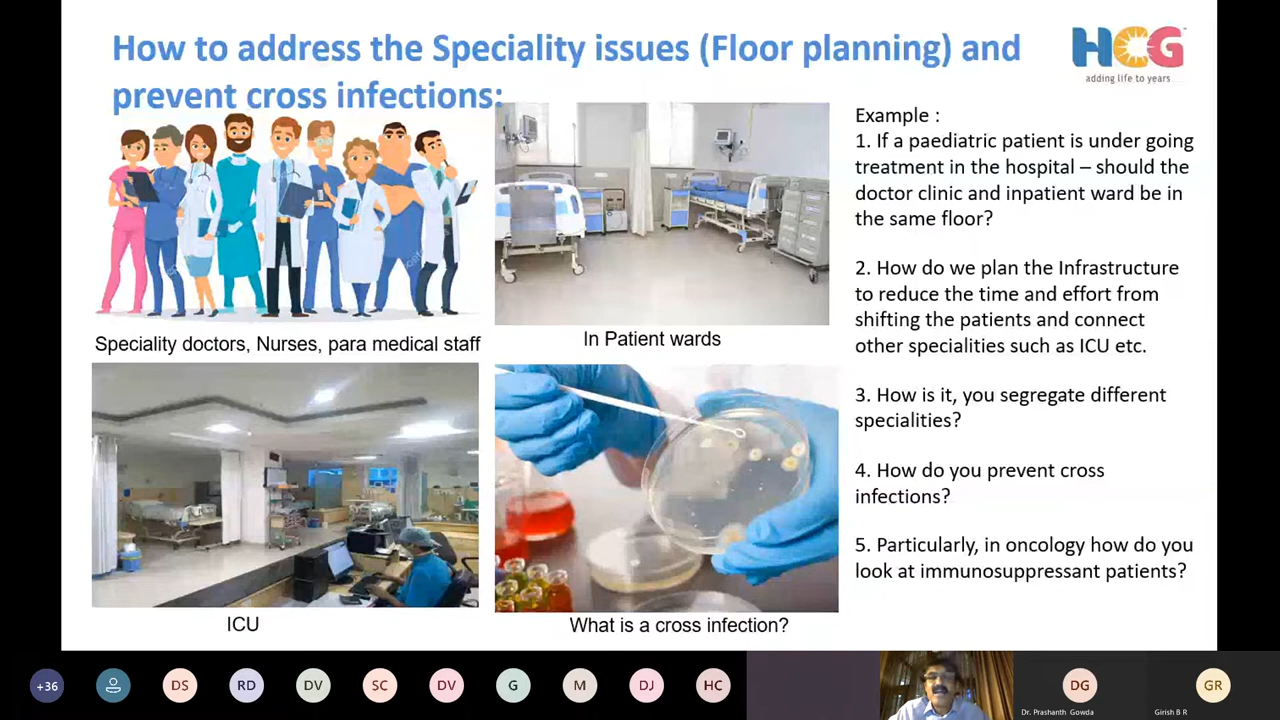 How to address the Speciality issues (Floor planning) and
prevent cross infections:
HCG
adding life to years
Speciality doctors, Nurses, para medical staff
In Patient wards
ICU
What is a cross infection?
Example :
1. If a paediatric patient is under going
treatment in the hospital – should the
doctor clinic and inpatient ward be in
the same floor?
2. How do we plan the Infrastructure
to reduce the time and effort from
shifting the patients and connect
other specialities such as ICU etc.
3. How is it, you segregate different
specialities?
4. How do you prevent cross
infections?
5. Particularly, in oncology how do you
look at immunosuppressant patients?
+36
DS
RD
DV
SC
DV
G
M
DJ
HC
DG
GR
Dr. Prashanth Gowda
Girish B R